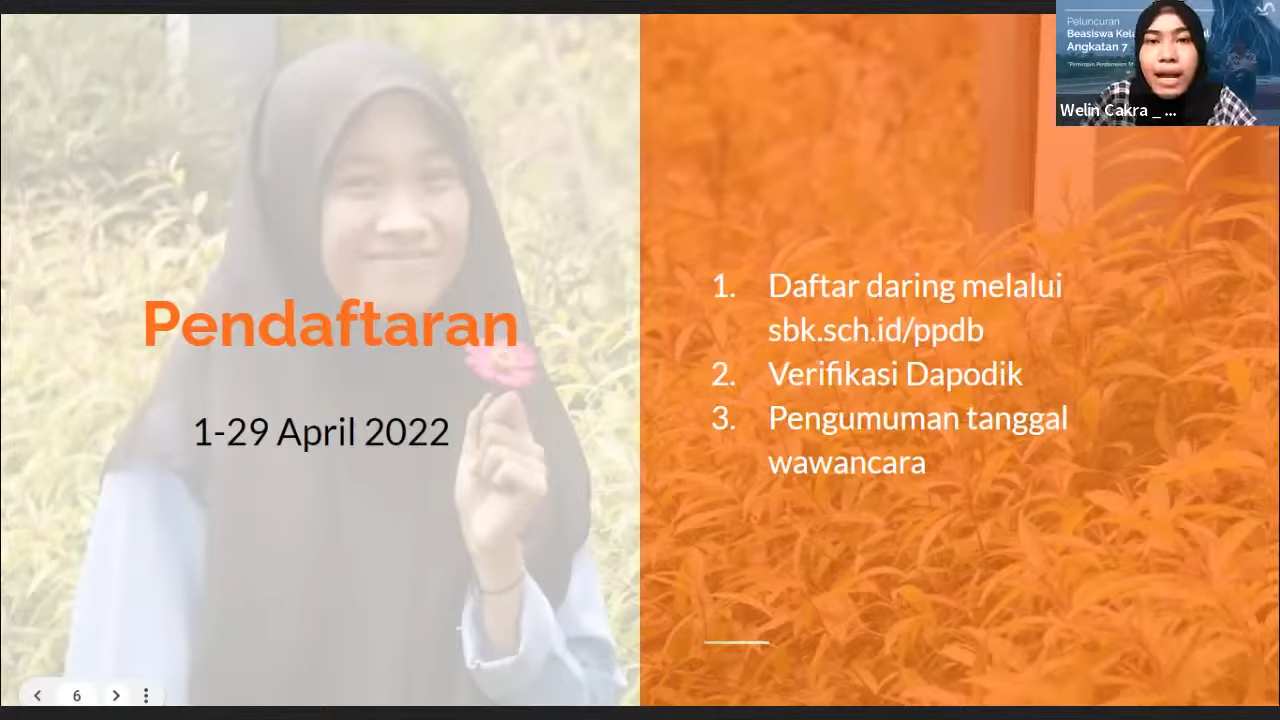 Pendaftaran
1-29 April 2022
1. Daftar daring melalui
sbk.sch.id/ppdb
2. Verifikasi Dapodik
3. Pengumuman tanggal
wawancara
Peluncuran
Beasiswa
Angkatan 7
Welin Cakra _ ...
6